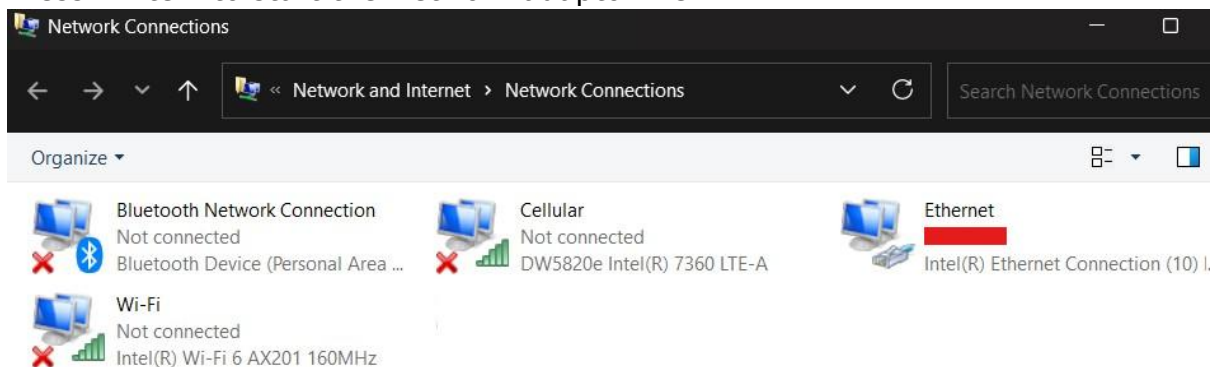 Network Connections
« Network and Internet > Network Connections
Search Network Connections
Organize
Bluetooth Network Connection
Not connected
Bluetooth Device (Personal Area ...
Cellular
Not connected
DW5820e Intel(R) 7360 LTE-A
Ethernet
Intel(R) Ethernet Connection (10)
Wi-Fi
Not connected
Intel(R) Wi-Fi 6 AX201 160MHz